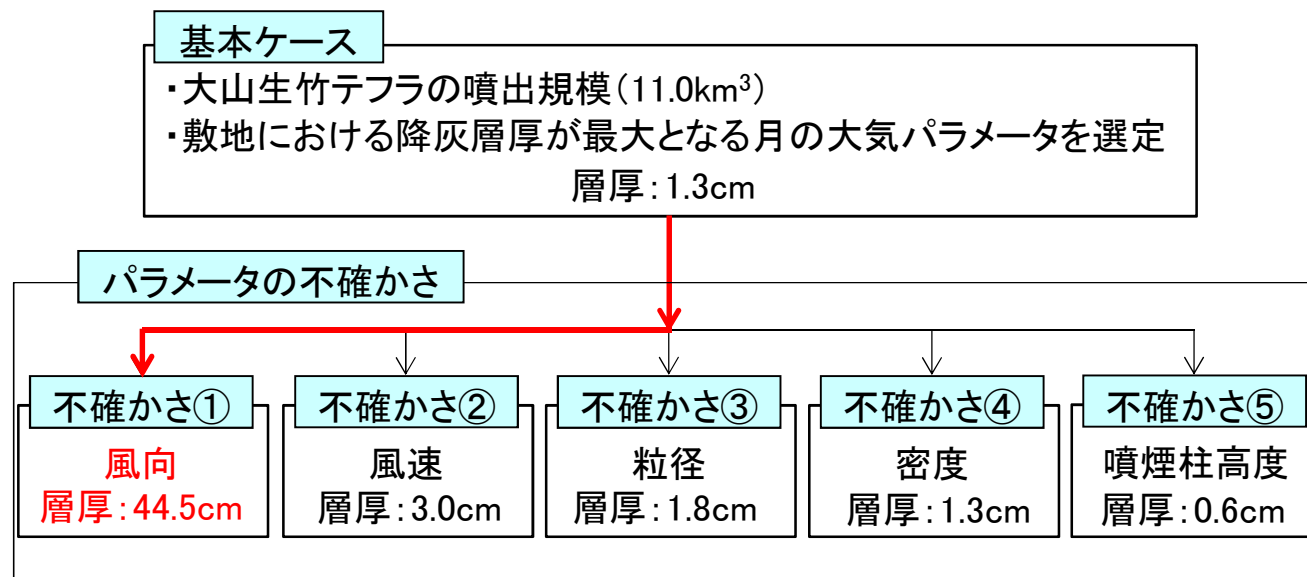 基本ケース
・大山生竹テフラの噴出規模(11.0km³)
・敷地における降灰層厚が最大となる月の大気パラメータを選定
層厚:1.3cm
パラメータの不確かさ
不確かさ①
風向
層厚:44.5cm
不確かさ②
風速
層厚:3.0cm
不確かさ③
粒径
層厚:1.8cm
不確かさ④
密度
層厚:1.3cm
不確かさ⑤
噴煙柱高度
層厚:0.6cm